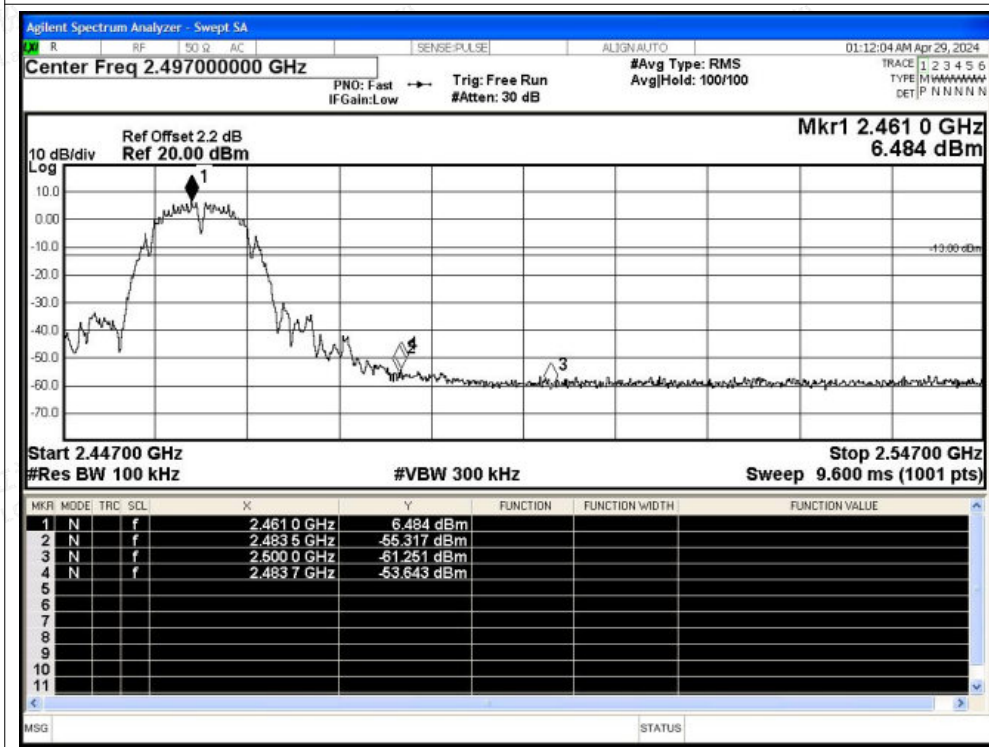 Agilent Spectrum Analyzer - Swept SA
LXI R RF 50 Ω AC SENSE:PULSE ALIGN AUTO 01:12:04 AM Apr 29, 2024
Center Freq 2.497000000 GHz
PNO: Fast
IFGain:Low
Trig: Free Run
#Atten: 30 dB
#Avg Type: RMS
Avg|Hold: 100/100
TRACE 1 2 3 4 5 6
TYPE M
DET P N N N N N
Ref Offset 2.2 dB
10 dB/div Ref 20.00 dBm
Log
Mkr1 2.461 0 GHz
6.484 dBm
1
10.0
0.00
-10.0
-13.00 dBm
-20.0
-30.0
-40.0
-50.0
4
2
3
-60.0
-70.0
Start 2.44700 GHz Stop 2.54700 GHz
#Res BW 100 kHz #VBW 300 kHz Sweep 9.600 ms (1001 pts)
MKR MODE TRC SCL X Y FUNCTION FUNCTION WIDTH FUNCTION VALUE
1 N f 2.461 0 GHz 6.484 dBm
2 N f 2.483 5 GHz -55.317 dBm
3 N f 2.500 0 GHz -61.251 dBm
4 N f 2.483 7 GHz -53.643 dBm
5
6
7
8
9
10
11
MSG STATUS